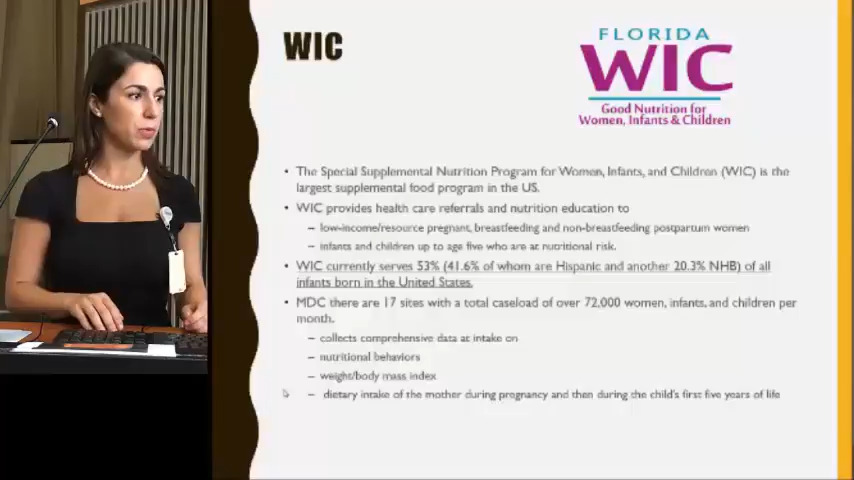 WIC
FLORIDA
WIC
Good Nutrition for
Women, Infants & Children
• The Special Supplemental Nutrition Program for Women, Infants, and Children (WIC) is the
largest supplemental food program in the US.
• WIC provides health care referrals and nutrition education to
– low-income/resource pregnant, breastfeeding and non-breastfeeding postpartum women
– infants and children up to age five who are at nutritional risk.
• WIC currently serves 53% (41.6% of whom are Hispanic and another 20.3% NHB) of all
infants born in the United States.
• MDC there are 17 sites with a total caseload of over 72,000 women, infants, and children per
month.
– collects comprehensive data at intake on
– nutritional behaviors
– weight/body mass index
– dietary intake of the mother during pregnancy and then during the child's first five years of life